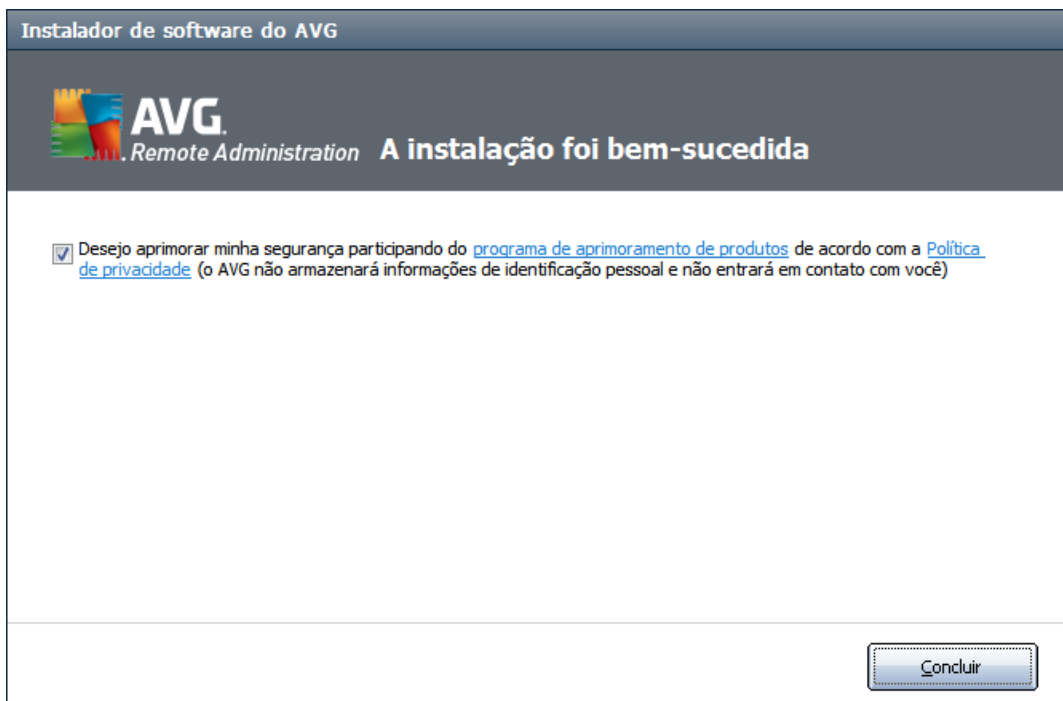 Instalador de software do AVG
AVG.
Remote Administration A instalação foi bem-sucedida
Desejo aprimorar minha segurança participando do programa de aprimoramento de produtos de acordo com a Política
de privacidade (o AVG não armazenará informações de identificação pessoal e não entrará em contato com você)
Concluir